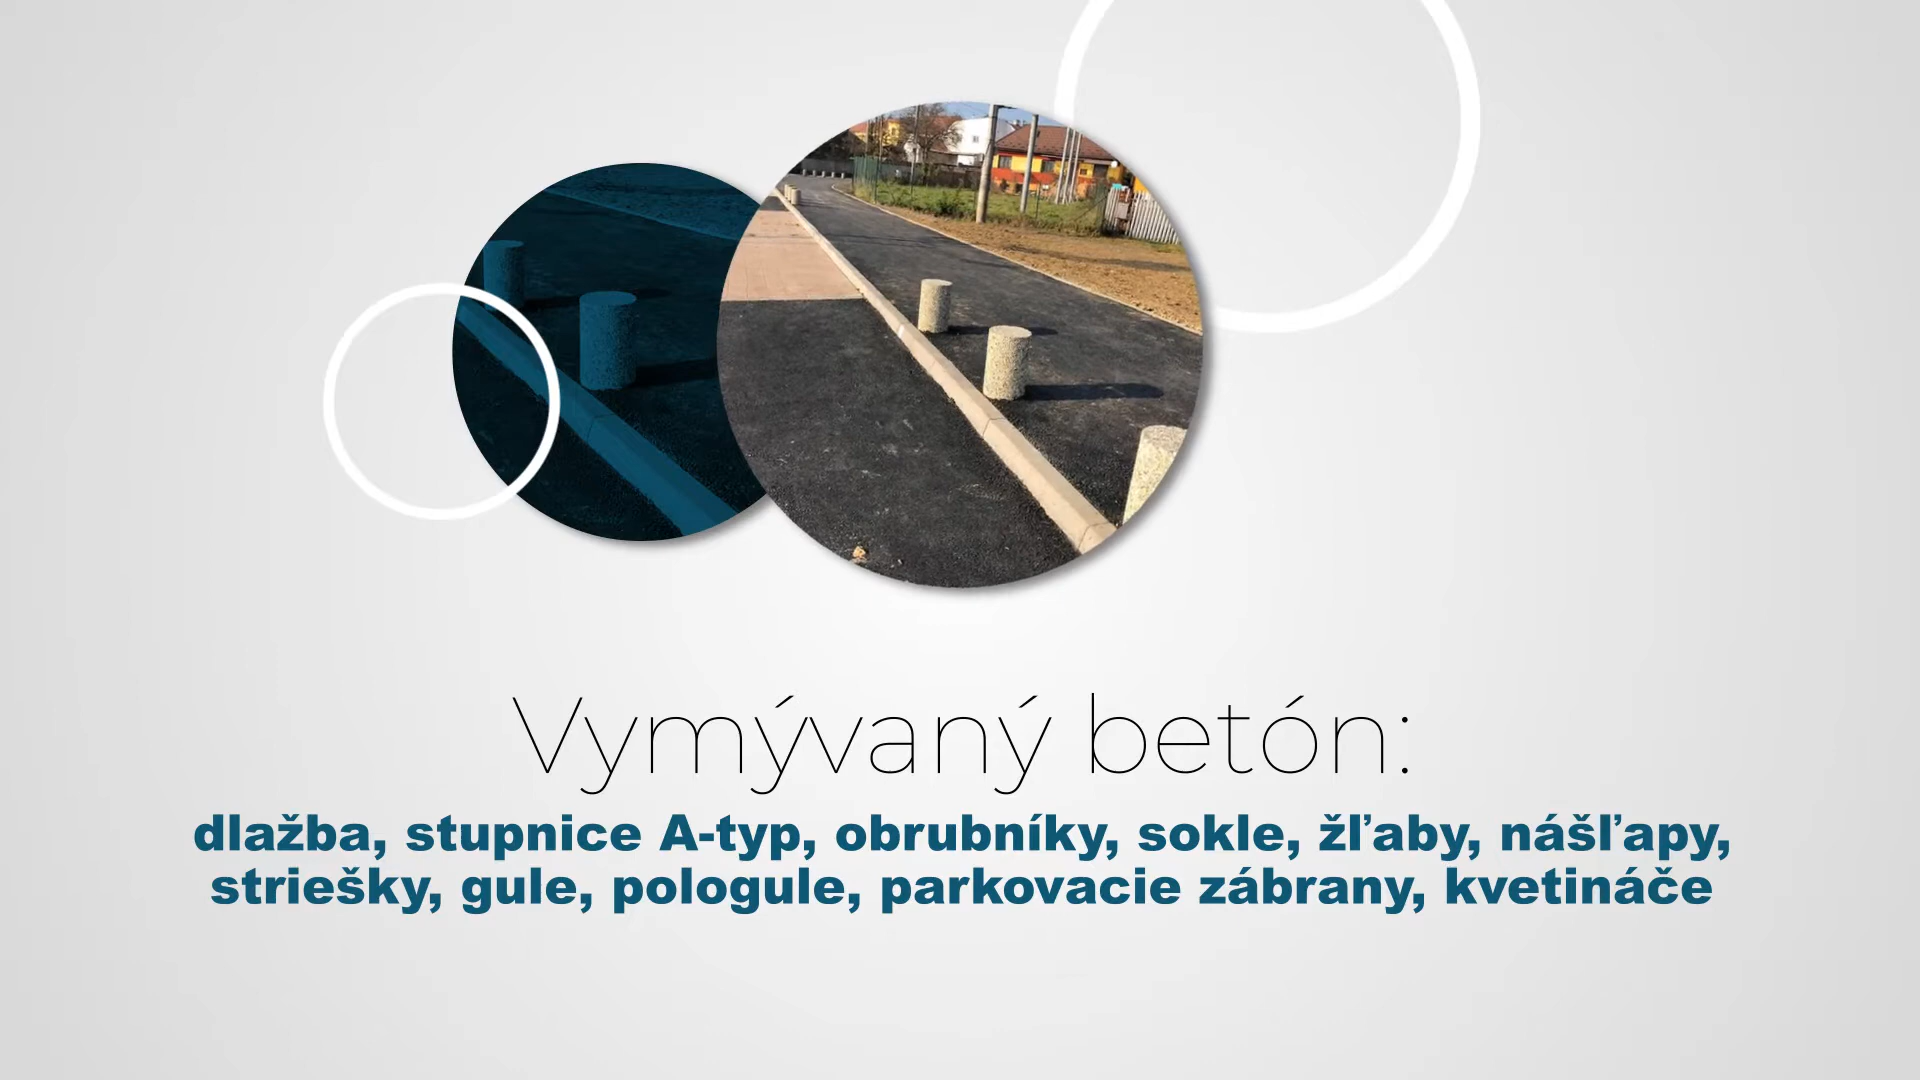 Vymývaný betón:
dlažba, stupnice A-typ, obrubníky, sokle, žľaby, nášľapy,
striešky, gule, pologule, parkovacie zábrany, kvetináče